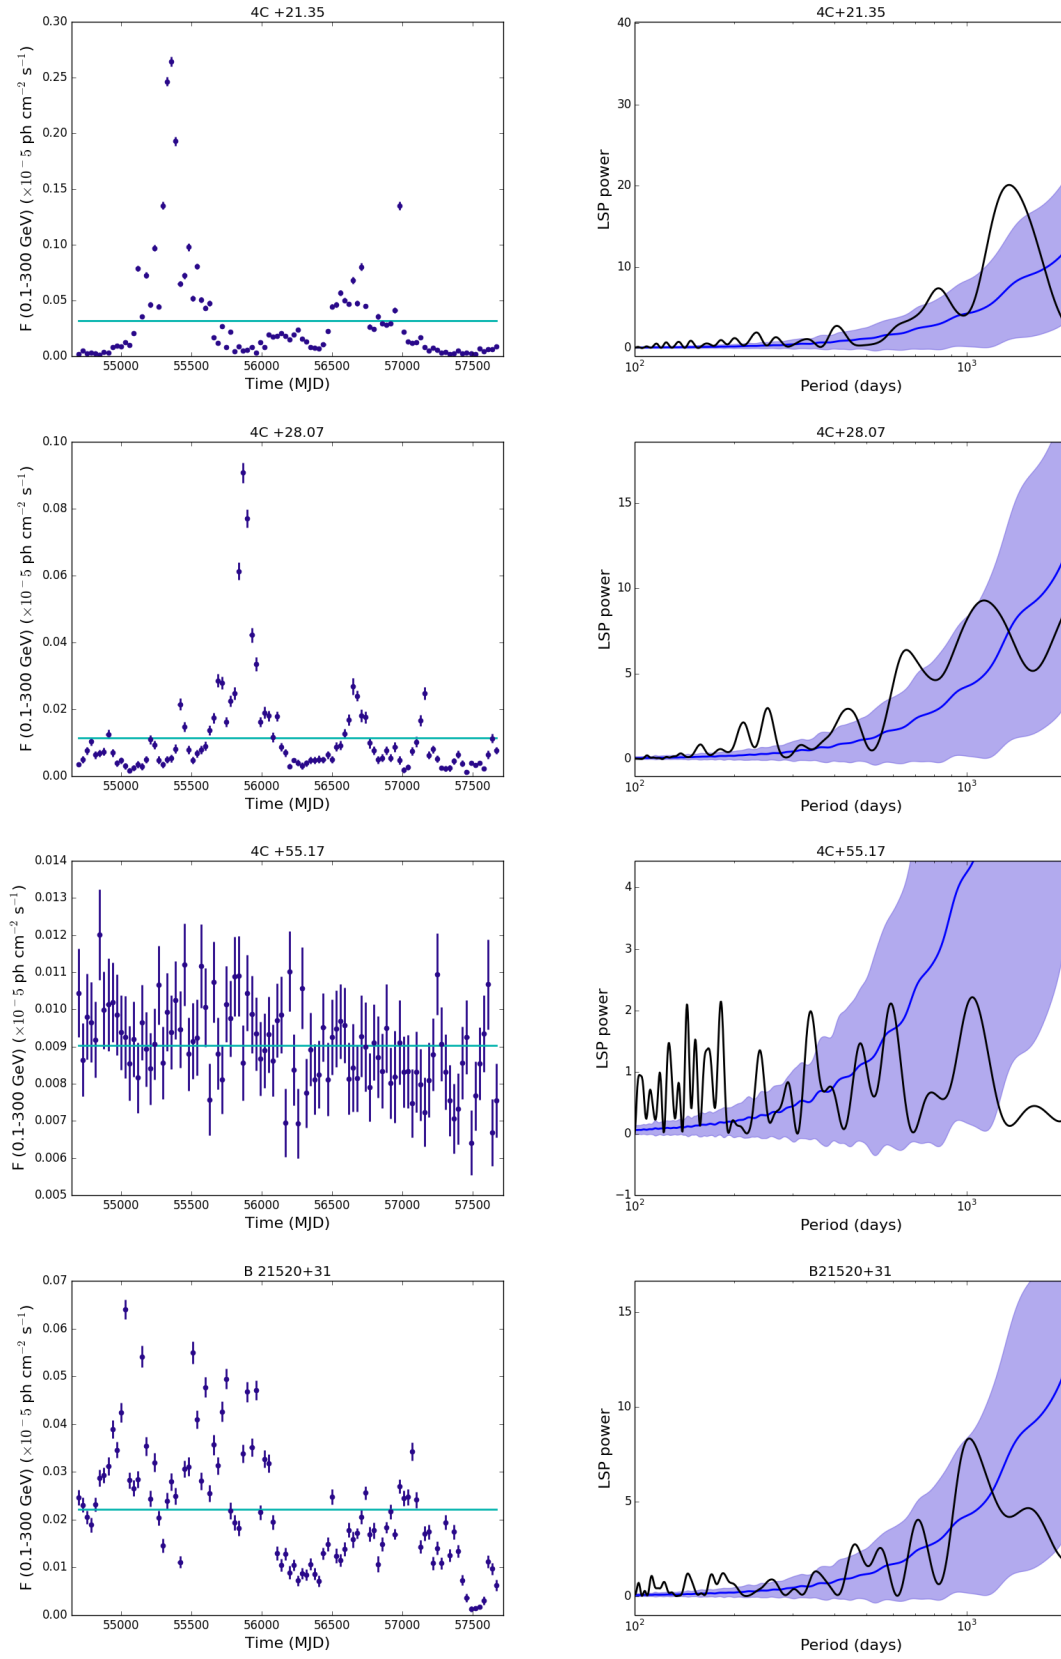 4C +21.35
F (0.1-300 GeV) (×10⁻5 ph cm⁻² s⁻¹)
0.30
0.25
0.20
0.15
0.10
0.05
0.00
55000 55500 56000 56500 57000 57500
Time (MJD)
4C+21.35
LSP power
40
30
20
10
0
10² 10³
Period (days)
4C +28.07
F (0.1-300 GeV) (×10⁻5 ph cm⁻² s⁻¹)
0.10
0.08
0.06
0.04
0.02
0.00
55000 55500 56000 56500 57000 57500
Time (MJD)
4C+28.07
LSP power
15
10
5
0
10² 10³
Period (days)
4C +55.17
F (0.1-300 GeV) (×10⁻5 ph cm⁻² s⁻¹)
0.014
0.013
0.012
0.011
0.010
0.009
0.008
0.007
0.006
0.005
55000 55500 56000 56500 57000 57500
Time (MJD)
4C+55.17
LSP power
4
3
2
1
0
−1
10² 10³
Period (days)
B 21520+31
F (0.1-300 GeV) (×10⁻5 ph cm⁻² s⁻¹)
0.07
0.06
0.05
0.04
0.03
0.02
0.01
0.00
55000 55500 56000 56500 57000 57500
Time (MJD)
B21520+31
LSP power
15
10
5
0
10² 10³
Period (days)